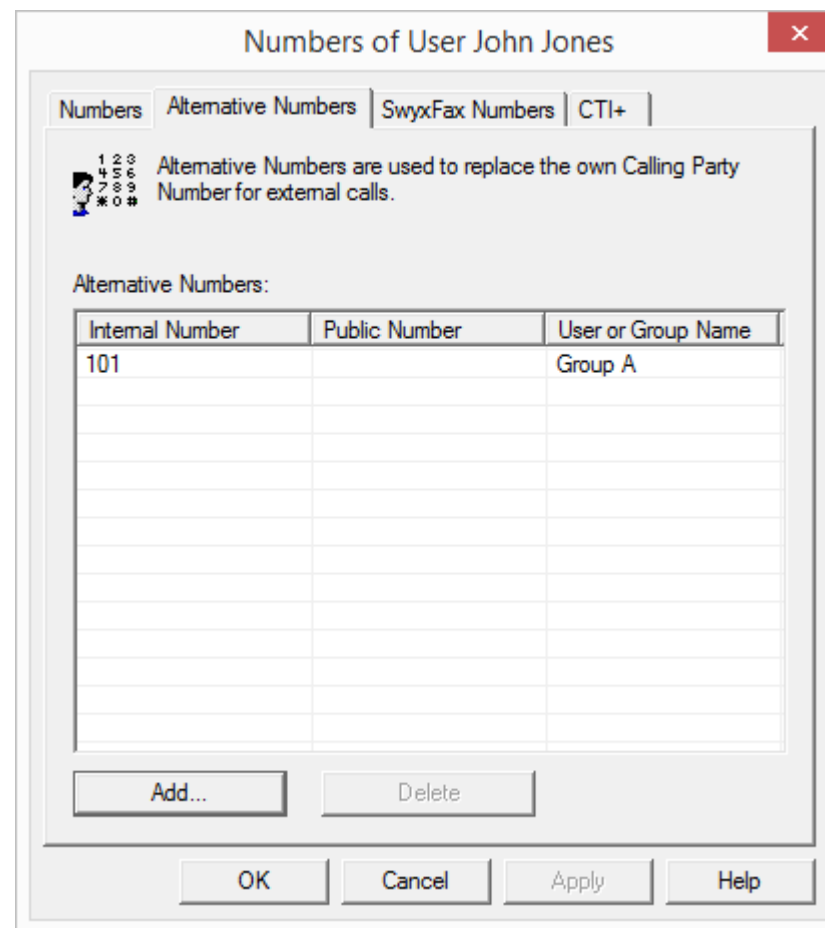 Numbers of User John Jones
Numbers Alternative Numbers SwyxFax Numbers CTI+
1 2 3
4 5 6
7 8 9
* 0 #
Alternative Numbers are used to replace the own Calling Party
Number for external calls.
Alternative Numbers:
Internal Number Public Number User or Group Name
101 Group A
Add... Delete
OK Cancel Apply Help